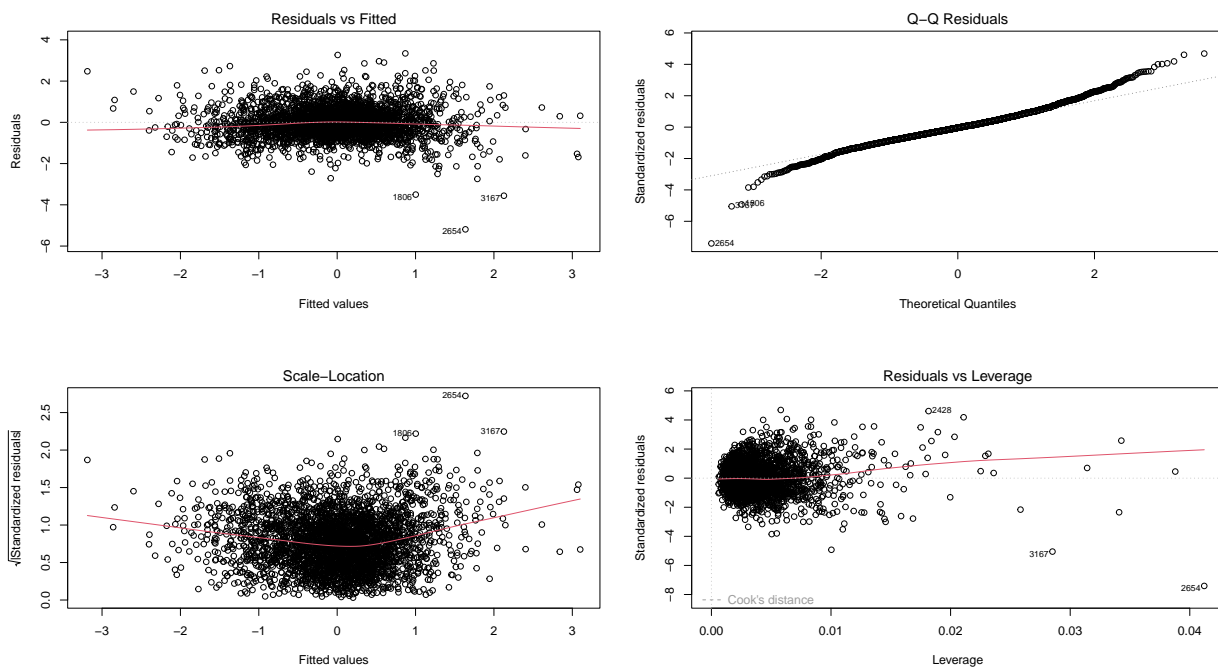 Residuals vs Fitted
Residuals
4
2
0
−2
−4
−6
1806
3167
2654
−3 −2 −1 0 1 2 3
Fitted values
Q−Q Residuals
Standardized residuals
6
4
2
0
−2
−4
−6
2654
−2 0 2
Theoretical Quantiles
Scale−Location
√|Standardized residuals|
2.5
2.0
1.5
1.0
0.5
0.0
2654
1806
3167
−3 −2 −1 0 1 2 3
Fitted values
Residuals vs Leverage
Standardized residuals
6
4
2
0
−2
−4
−6
−8
2428
3167
2654
Cook's distance
0.00 0.01 0.02 0.03 0.04
Leverage